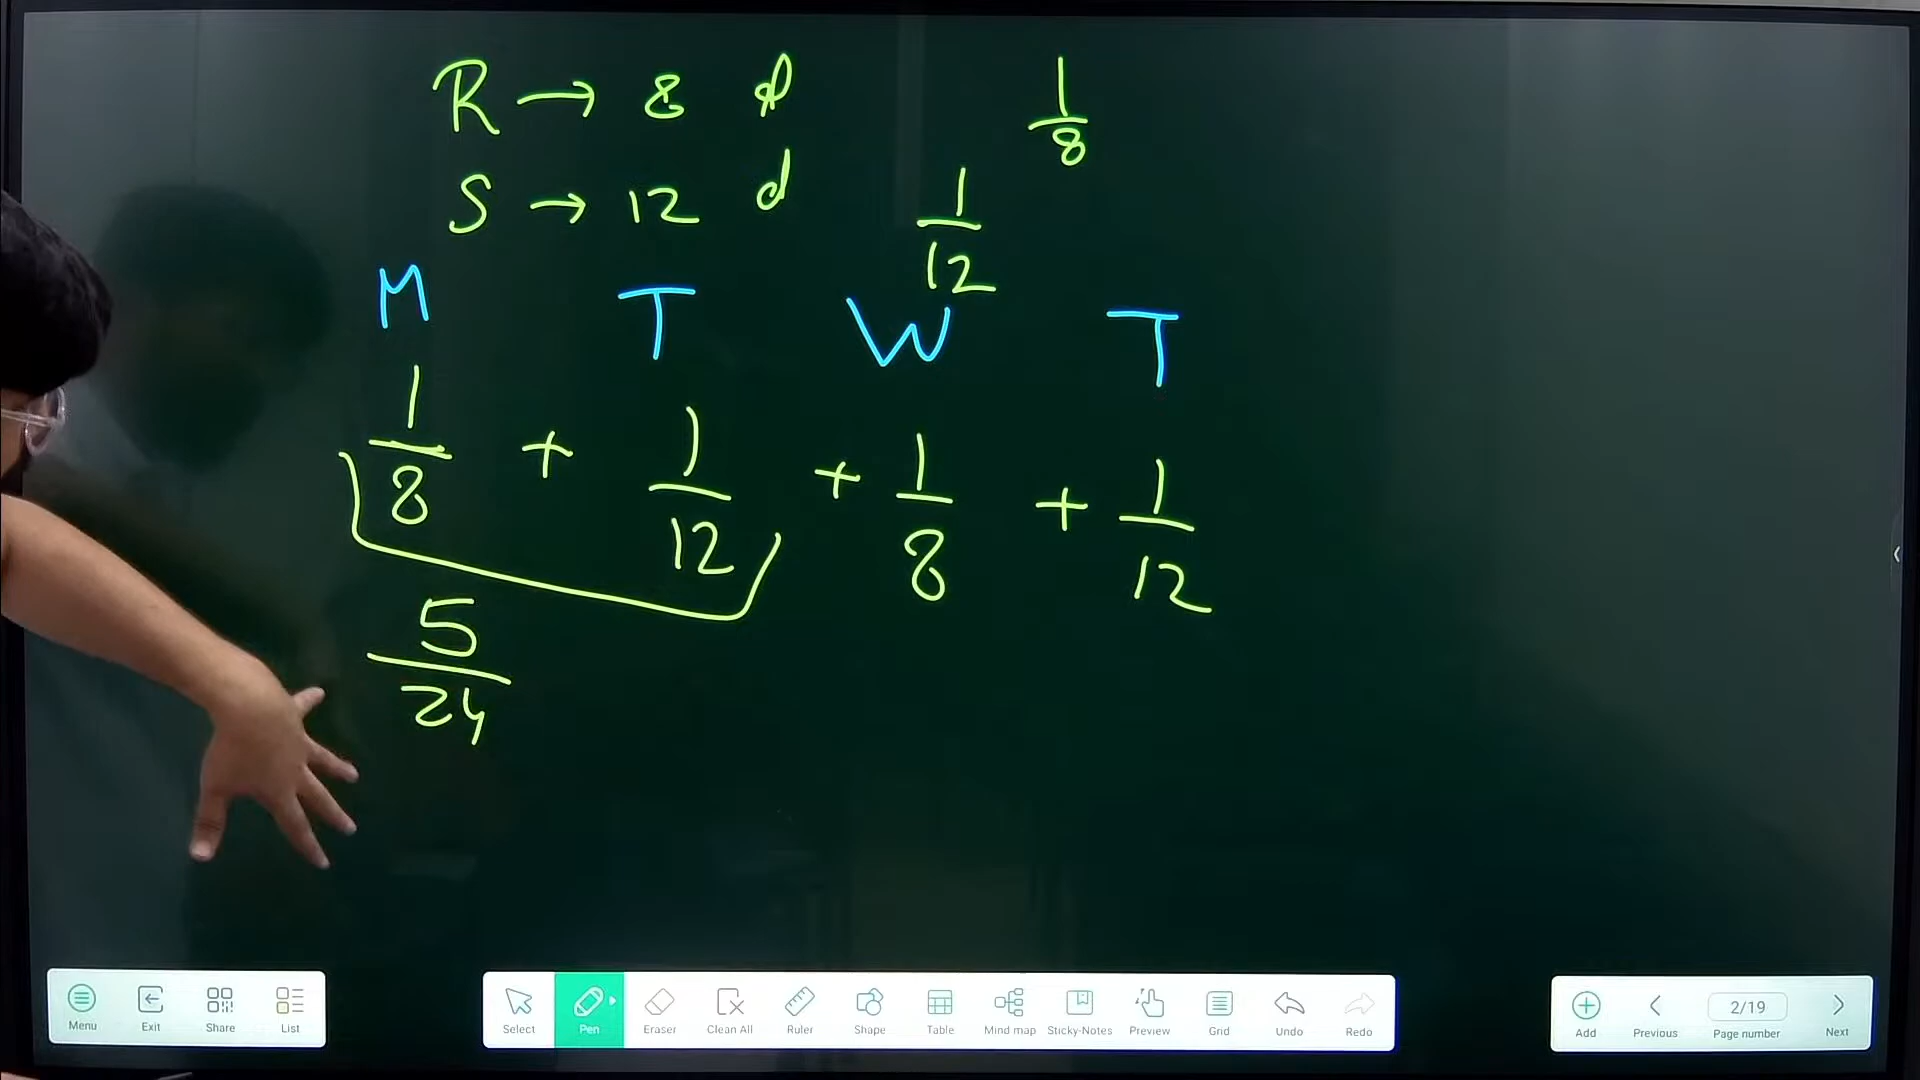 R → 8 d
1/8
S → 12 d
1/12
M T W T
1/8 + 1/12 + 1/8 + 1/12
5/24
Menu Exit Share List
Select Pen Eraser Clean All Ruler Shape Table Mind map Sticky-Notes Preview Grid Undo Redo
Add Previous 2/19 Page number Next